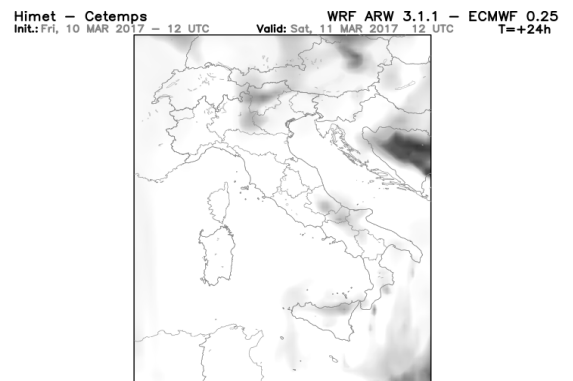 Himet − Cetemps WRF ARW 3.1.1 − ECMWF 0.25
Init.: Fri, 10 MAR 2017 − 12 UTC Valid: Sat, 11 MAR 2017 12 UTC T=+24h